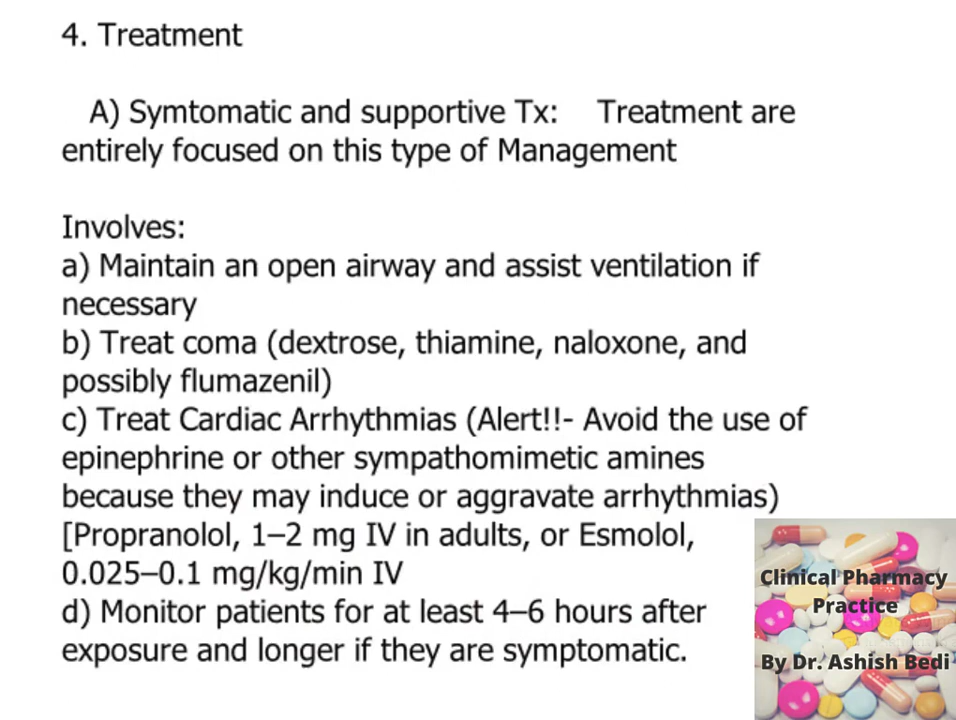 4. Treatment
A) Symtomatic and supportive Tx: Treatment are
entirely focused on this type of Management
Involves:
a) Maintain an open airway and assist ventilation if
necessary
b) Treat coma (dextrose, thiamine, naloxone, and
possibly flumazenil)
c) Treat Cardiac Arrhythmias (Alert!!- Avoid the use of
epinephrine or other sympathomimetic amines
because they may induce or aggravate arrhythmias)
[Propranolol, 1–2 mg IV in adults, or Esmolol,
0.025–0.1 mg/kg/min IV
d) Monitor patients for at least 4–6 hours after
exposure and longer if they are symptomatic.
Clinical Pharmacy
Practice
By Dr. Ashish Bedi